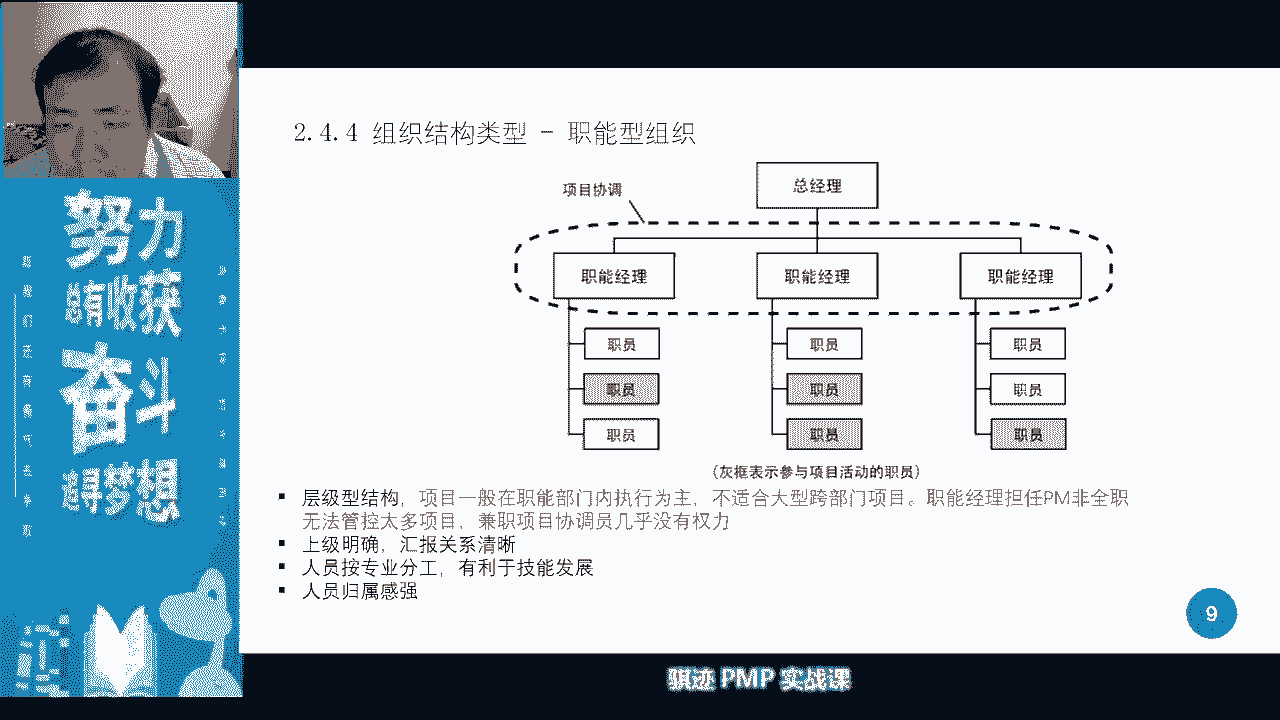 努力
总有收获
奋斗
追寻梦想
2.4.4 组织结构类型 - 职能型组织
项目协调
总经理
职能经理 职能经理 职能经理
职员 职员 职员
职员 职员 职员
职员 职员 职员
（灰框表示参与项目活动的职员）
▪ 层级型结构，项目一般在职能部门内执行为主，不适合大型跨部门项目。职能经理担任PM非全职
无法管控太多项目，兼职项目协调员几乎没有权力
▪ 上级明确，汇报关系清晰
▪ 人员按专业分工，有利于技能发展
▪ 人员归属感强
9
骐迹 PMP 实战课